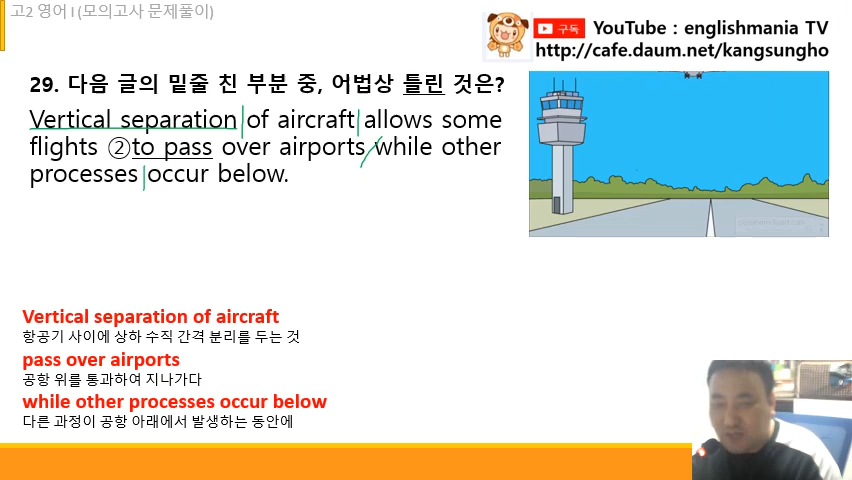 고2 영어 I (모의고사 문제풀이)
구독 YouTube : englishmania TV
http://cafe.daum.net/kangsungho
29. 다음 글의 밑줄 친 부분 중, 어법상 틀린 것은?
Vertical separation of aircraft allows some
flights ②to pass over airports while other
processes occur below.
Vertical separation of aircraft
항공기 사이에 상하 수직 간격 분리를 두는 것
pass over airports
공항 위를 통과하여 지나가다
while other processes occur below
다른 과정이 공항 아래에서 발생하는 동안에